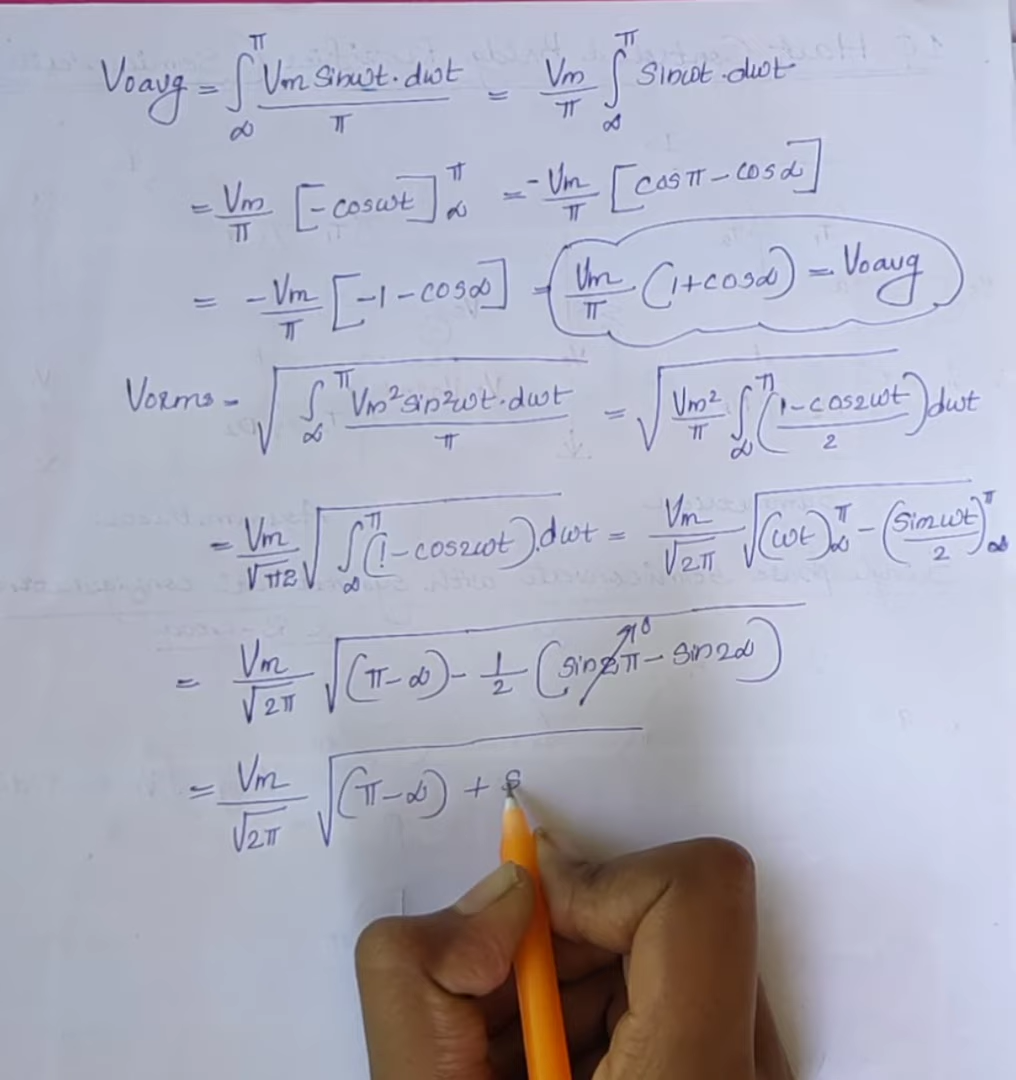 Voavg = ∫_α^π Vm sinωt · dωt / π = Vm/π ∫_α^π sinωt · dωt
= Vm/π [-cosωt]_α^π = -Vm/π [cosπ - cosα]
= -Vm/π [-1 - cosα] = Vm/π (1 + cosα) = Voavg
Vorms = √(∫_α^π Vm² sin²ωt · dωt / π) = √(Vm²/π ∫_α^π ((1 - cos2ωt)/2) dωt)
= Vm/√(π2) √(∫_α^π (1 - cos2ωt) · dωt) = Vm/√(2π) √((ωt)_α^π - (sin2ωt/2)_α^π)
= Vm/√(2π) √((π - α) - 1/2 (sin2π↗0 - sin2α))
= Vm/√(2π) √((π - α) + s